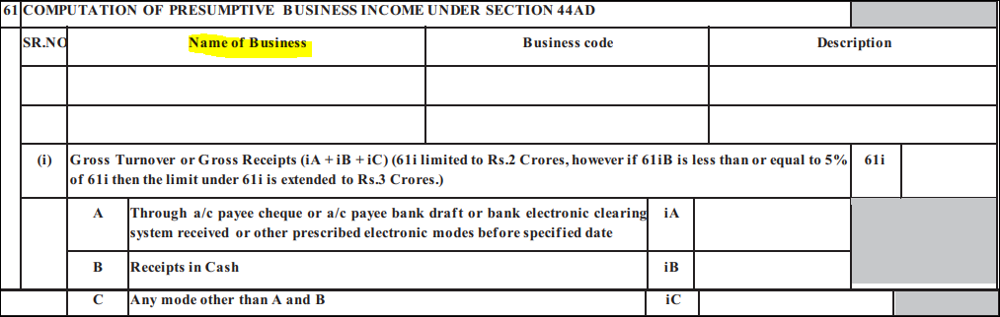 61 COMPUTATION OF PRESUMPTIVE BUSINESS INCOME UNDER SECTION 44AD
SR.NO Name of Business Business code Description
(i) Gross Turnover or Gross Receipts (iA + iB + iC) (61i limited to Rs.2 Crores, however if 61iB is less than or equal to 5% 61i
of 61i then the limit under 61i is extended to Rs.3 Crores.)
A Through a/c payee cheque or a/c payee bank draft or bank electronic clearing iA
system received or other prescribed electronic modes before specified date
B Receipts in Cash iB
C Any mode other than A and B iC